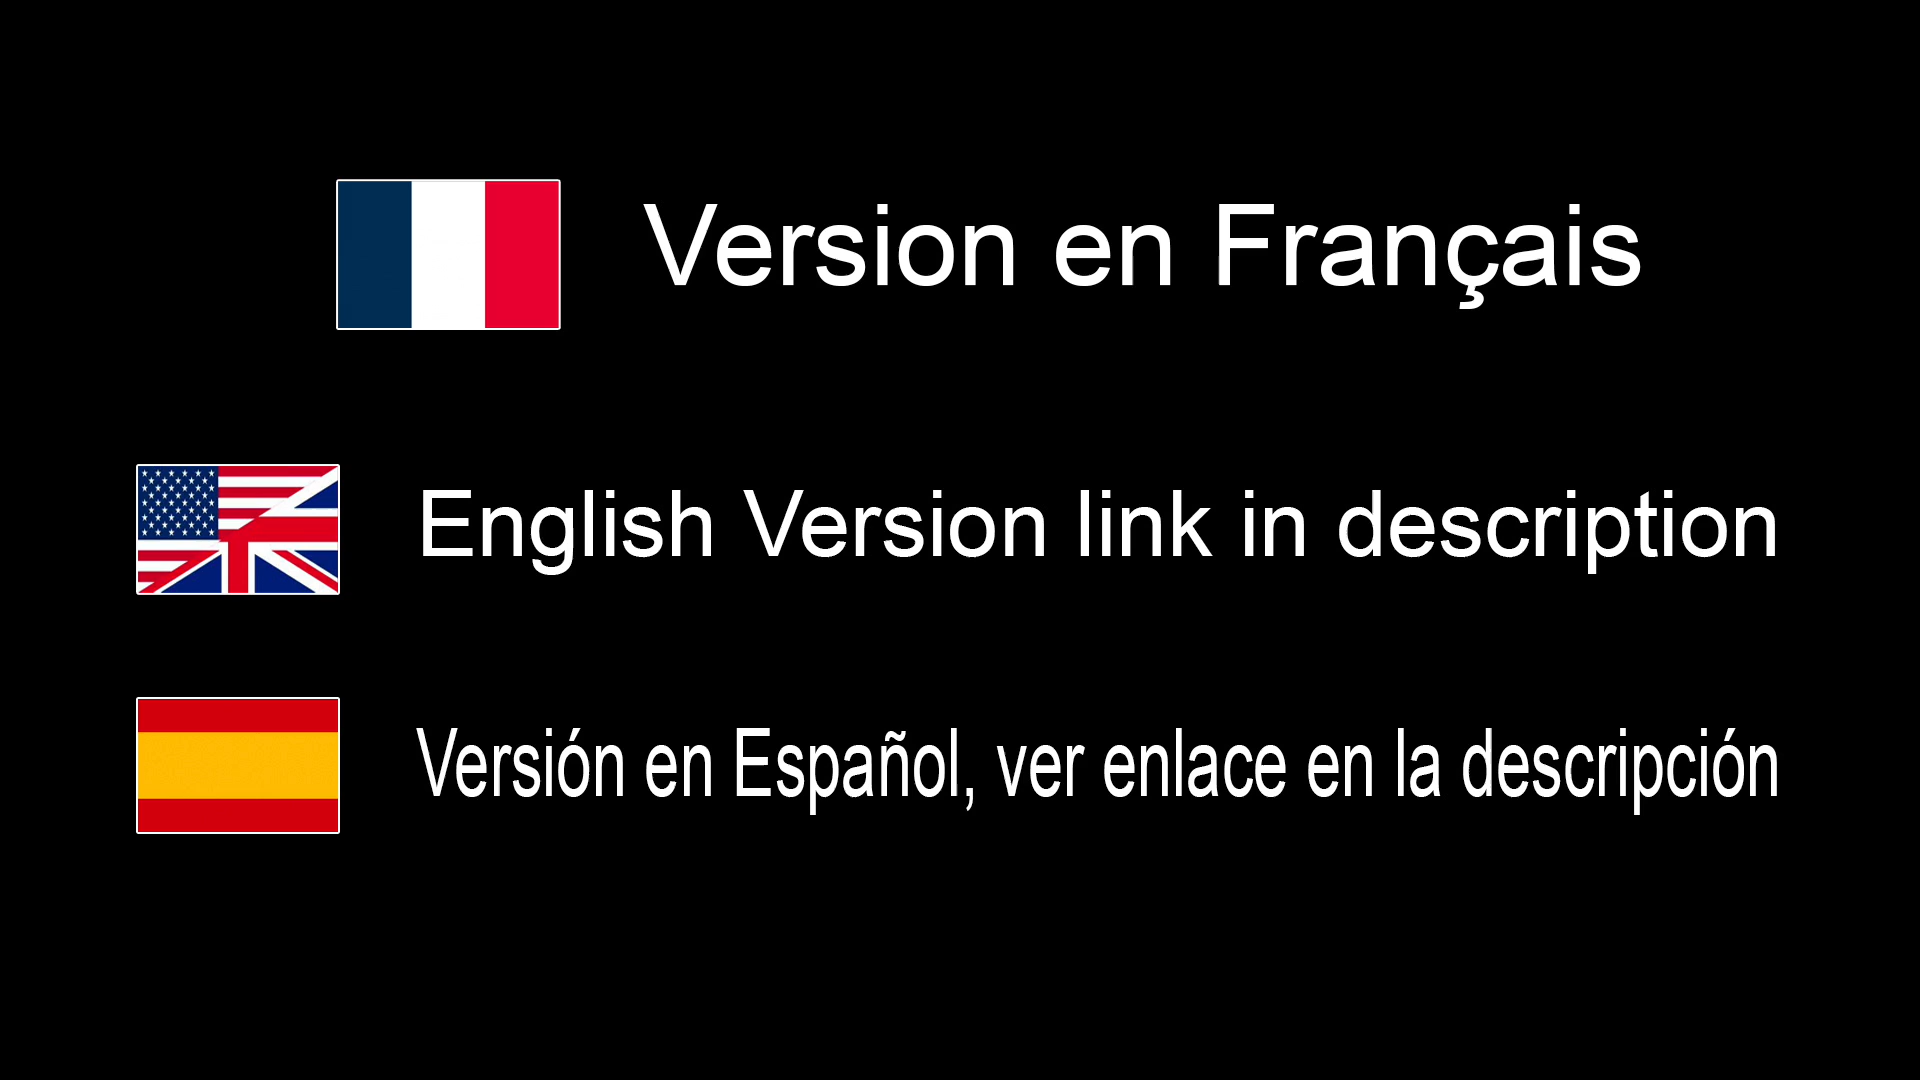 Version en Français
English Version link in description
Versión en Español, ver enlace en la descripción